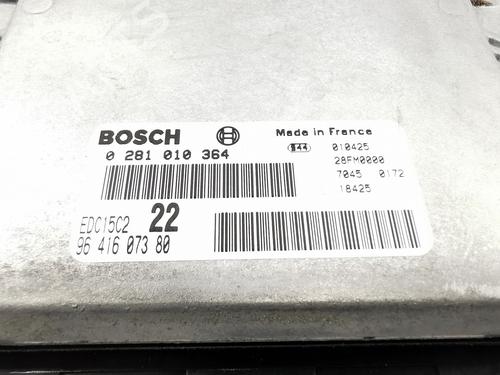 BOSCH
Made in France
0 281 010 364
010425
28FM0000
7045 0172
18425
EDC15C2 22
96 416 073 80